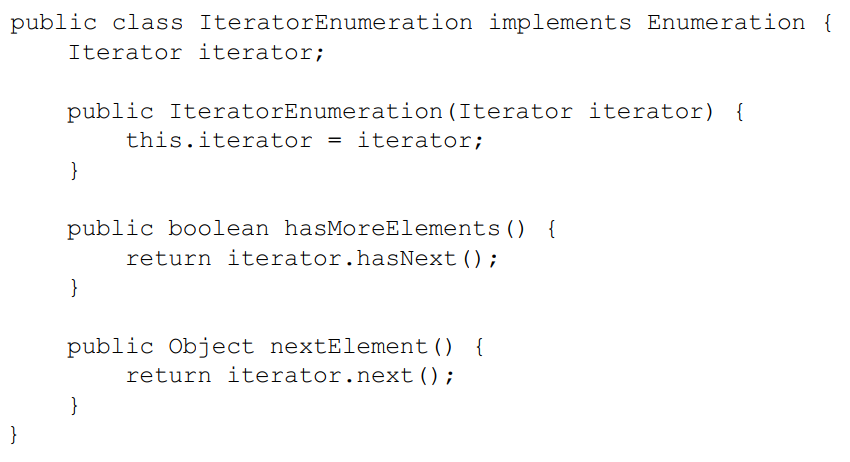 public class IteratorEnumeration implements Enumeration {
    Iterator iterator;

    public IteratorEnumeration(Iterator iterator) {
        this.iterator = iterator;
    }

    public boolean hasMoreElements() {
        return iterator.hasNext();
    }

    public Object nextElement() {
        return iterator.next();
    }
}